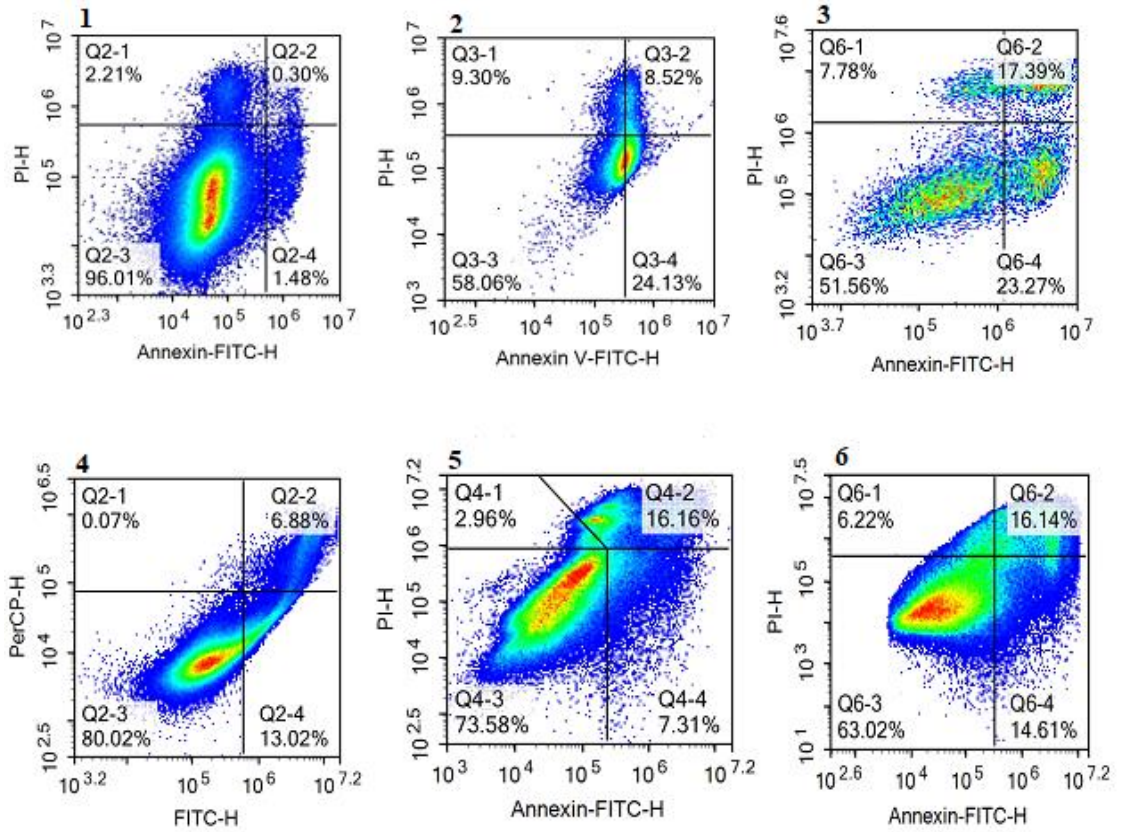 1
10^7
10^6
10^5
10^3.3
PI-H
Q2-1
2.21%
Q2-2
0.30%
Q2-3
96.01%
Q2-4
1.48%
10^2.3 10^4 10^5 10^6 10^7
Annexin-FITC-H
2
10^7
10^6
10^5
10^4
10^3
PI-H
Q3-1
9.30%
Q3-2
8.52%
Q3-3
58.06%
Q3-4
24.13%
10^2.5 10^4 10^5 10^6 10^7
Annexin V-FITC-H
3
10^7.6
10^6
10^5
10^3.2
PI-H
Q6-1
7.78%
Q6-2
17.39%
Q6-3
51.56%
Q6-4
23.27%
10^3.7 10^5 10^6 10^7
Annexin-FITC-H
4
10^6.5
10^5
10^4
10^2.5
PerCP-H
Q2-1
0.07%
Q2-2
6.88%
Q2-3
80.02%
Q2-4
13.02%
10^3.2 10^5 10^6 10^7.2
FITC-H
5
10^7.2
10^6
10^5
10^4
10^2.5
PI-H
Q4-1
2.96%
Q4-2
16.16%
Q4-3
73.58%
Q4-4
7.31%
10^3 10^4 10^5 10^6 10^7.2
Annexin-FITC-H
6
10^7.5
10^5
10^3
10^1
PI-H
Q6-1
6.22%
Q6-2
16.14%
Q6-3
63.02%
Q6-4
14.61%
10^2.6 10^4 10^5 10^6 10^7.2
Annexin-FITC-H